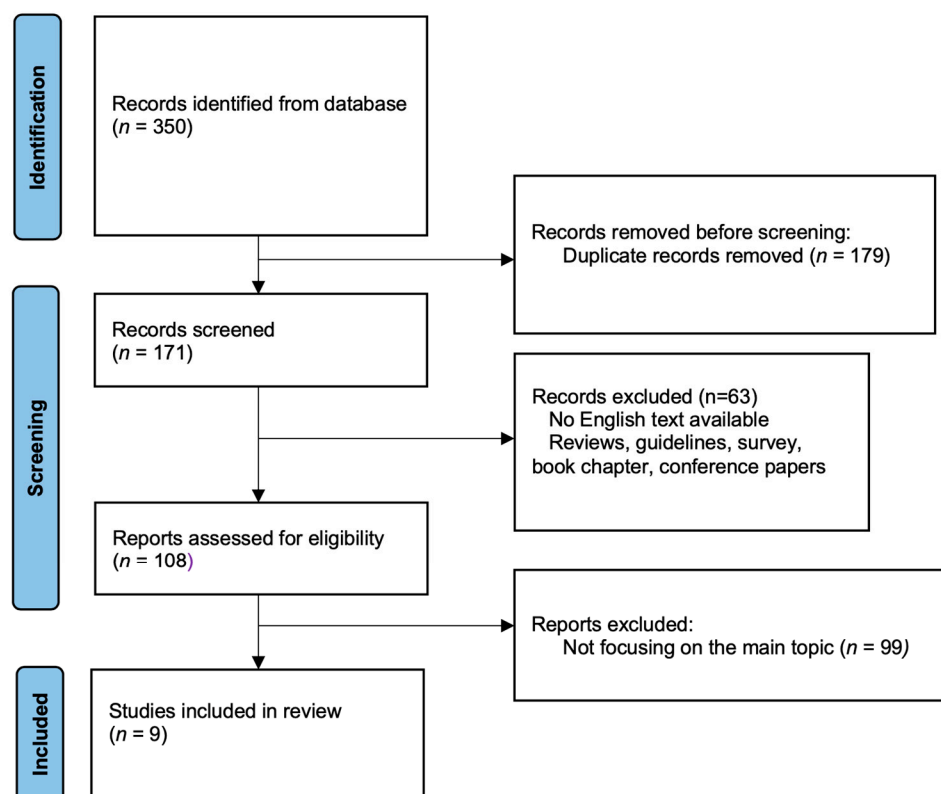 Identification
Records identified from database
(n = 350)
Records removed before screening:
Duplicate records removed (n = 179)
Screening
Records screened
(n = 171)
Records excluded (n=63)
No English text available
Reviews, guidelines, survey,
book chapter, conference papers
Reports assessed for eligibility
(n = 108)
Reports excluded:
Not focusing on the main topic (n = 99)
Included
Studies included in review
(n = 9)